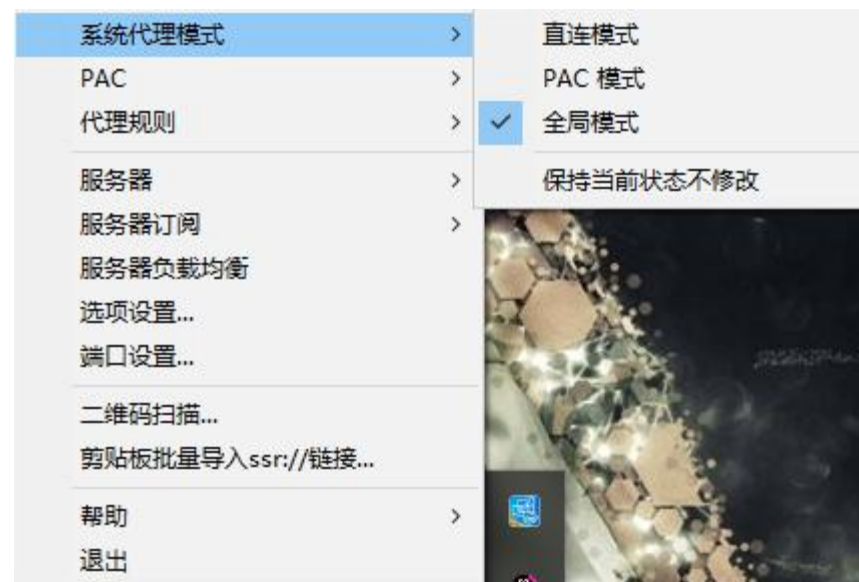 系统代理模式
PAC
代理规则
服务器
服务器订阅
服务器负载均衡
选项设置...
端口设置...
二维码扫描...
剪贴板批量导入ssr://链接...
帮助
退出
直连模式
PAC 模式
全局模式
保持当前状态不修改